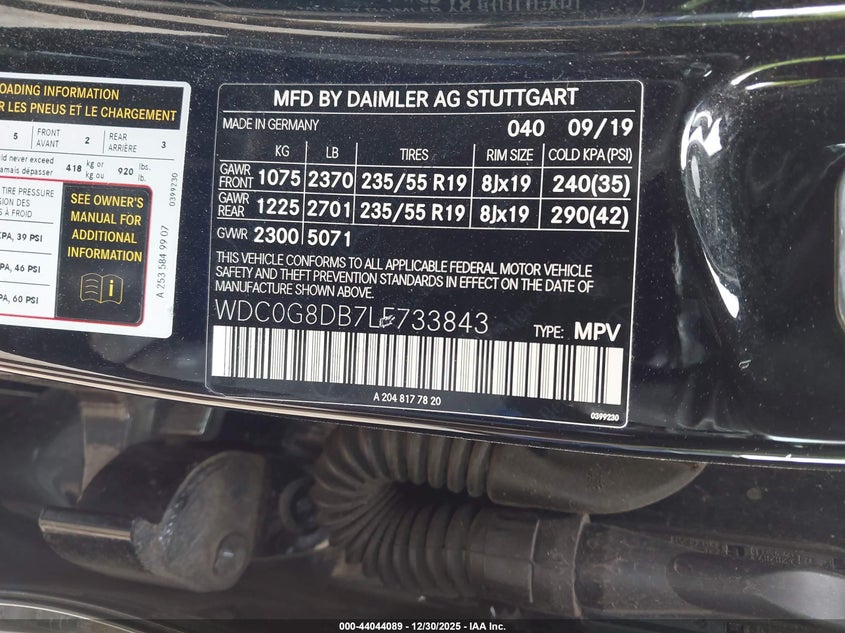 OADING INFORMATION
R LES PNEUS ET LE CHARGEMENT
5 FRONT AVANT 2 REAR ARRIÈRE 3
ld never exceed
amais dépasser 418 kg or kg ou 920 lbs. lb.
TIRE PRESSURE
SION DES
S À FROID
PA, 39 PSI
PA, 46 PSI
PA, 60 PSI
SEE OWNER'S
MANUAL FOR
ADDITIONAL
INFORMATION
0399230
A 253 584 99 07
MFD BY DAIMLER AG STUTTGART
MADE IN GERMANY 040 09/19
KG LB TIRES RIM SIZE COLD KPA (PSI)
GAWR FRONT 1075 2370 235/55 R19 8Jx19 240(35)
GAWR REAR 1225 2701 235/55 R19 8Jx19 290(42)
GVWR 2300 5071
THIS VEHICLE CONFORMS TO ALL APPLICABLE FEDERAL MOTOR VEHICLE
SAFETY AND THEFT PREVENTION STANDARDS IN EFFECT ON THE DATE OF
MANUFACTURE SHOWN ABOVE.
WDC0G8DB7LF733843 TYPE: MPV
A 204 817 78 20
0399230
000-44044089 - 12/30/2025 - IAA Inc.